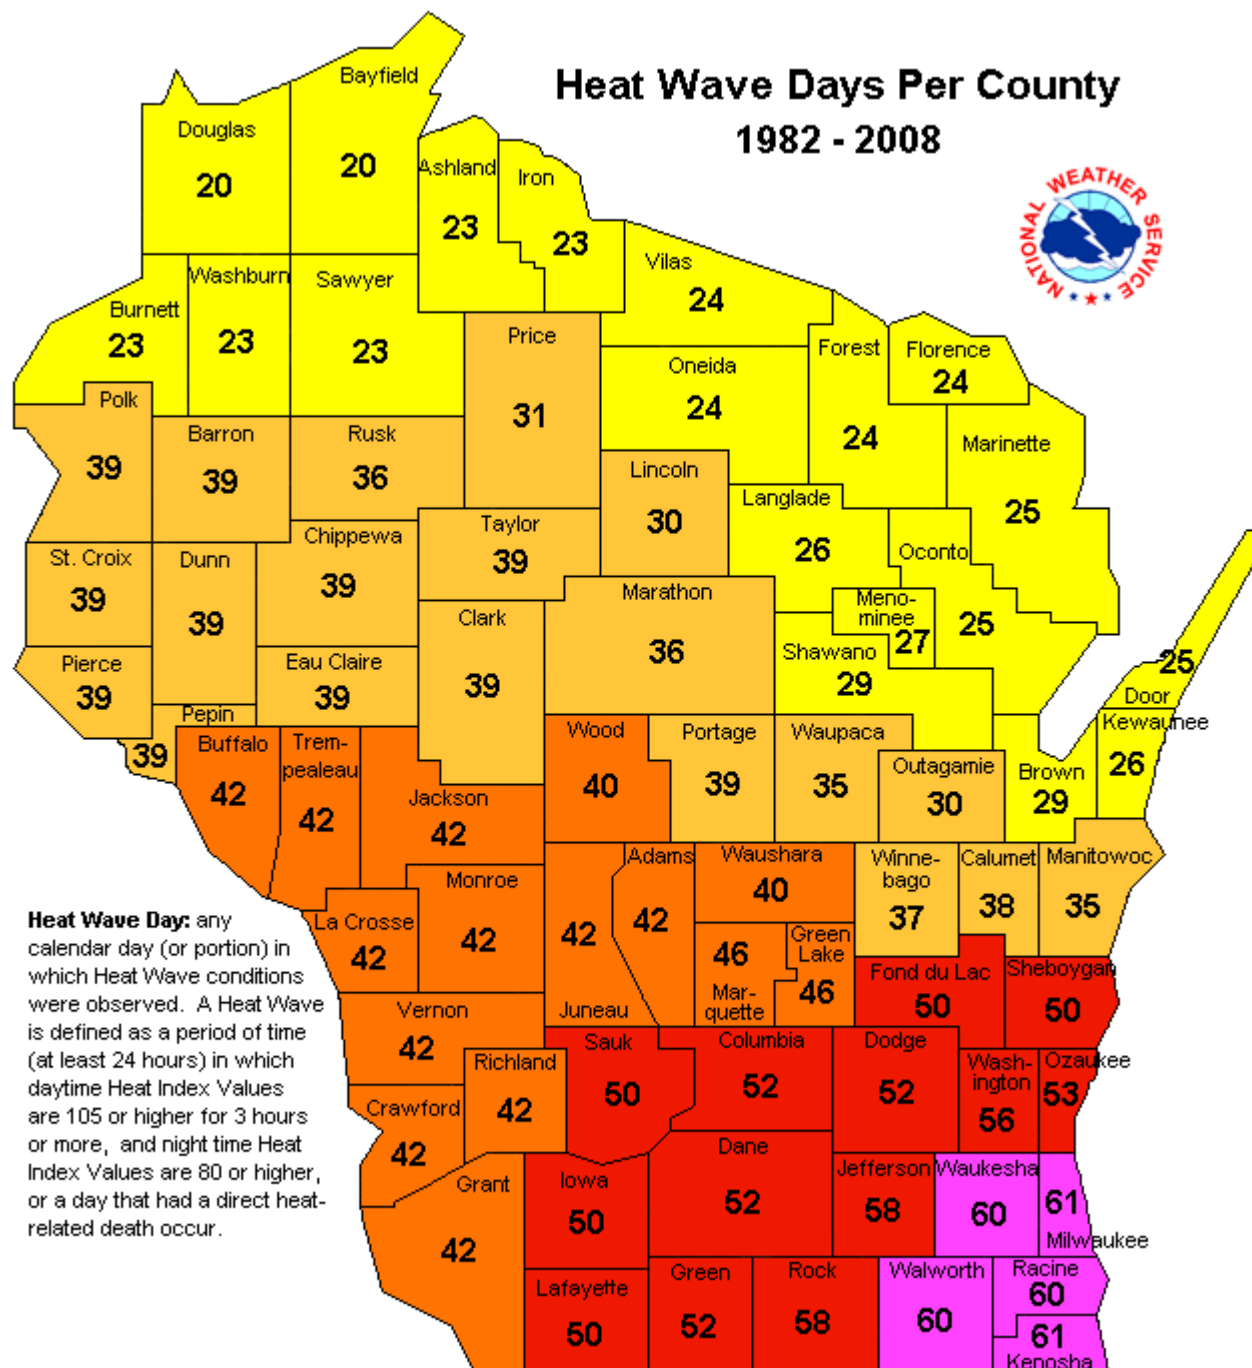 Heat Wave Days Per County
1982 - 2008
NATIONAL WEATHER SERVICE
Bayfield
20
Douglas
20
Ashland
23
Iron
23
Vilas
24
Burnett
23
Washburn
23
Sawyer
23
Price
31
Oneida
24
Forest
24
Florence
24
Polk
39
Barron
39
Rusk
36
Lincoln
30
Langlade
26
Marinette
25
St. Croix
39
Dunn
39
Chippewa
39
Taylor
39
Oconto
25
Marathon
36
Meno-
minee
27
Clark
39
Shawano
29
Pierce
39
Eau Claire
39
Door
25
Pepin
39
Buffalo
42
Trem-
pealeau
42
Jackson
42
Wood
40
Portage
39
Waupaca
35
Outagamie
30
Brown
29
Kewaunee
26
Monroe
42
Adams
42
Waushara
40
Winne-
bago
37
Calumet
38
Manitowoc
35
La Crosse
42
Juneau
42
46
Mar-
quette
Green
Lake
46
Fond du Lac
50
Sheboygan
50
Heat Wave Day: any
calendar day (or portion) in
which Heat Wave conditions
were observed. A Heat Wave
is defined as a period of time
(at least 24 hours) in which
daytime Heat Index Values
are 105 or higher for 3 hours
or more, and night time Heat
Index Values are 80 or higher,
or a day that had a direct heat-
related death occur.
Vernon
42
Richland
42
Sauk
50
Columbia
52
Dodge
52
Wash-
ington
56
Ozaukee
53
Crawford
42
Grant
42
Iowa
50
Dane
52
Jefferson
58
Waukesha
60
61
Milwaukee
Lafayette
50
Green
52
Rock
58
Walworth
60
Racine
60
61
Kenosha